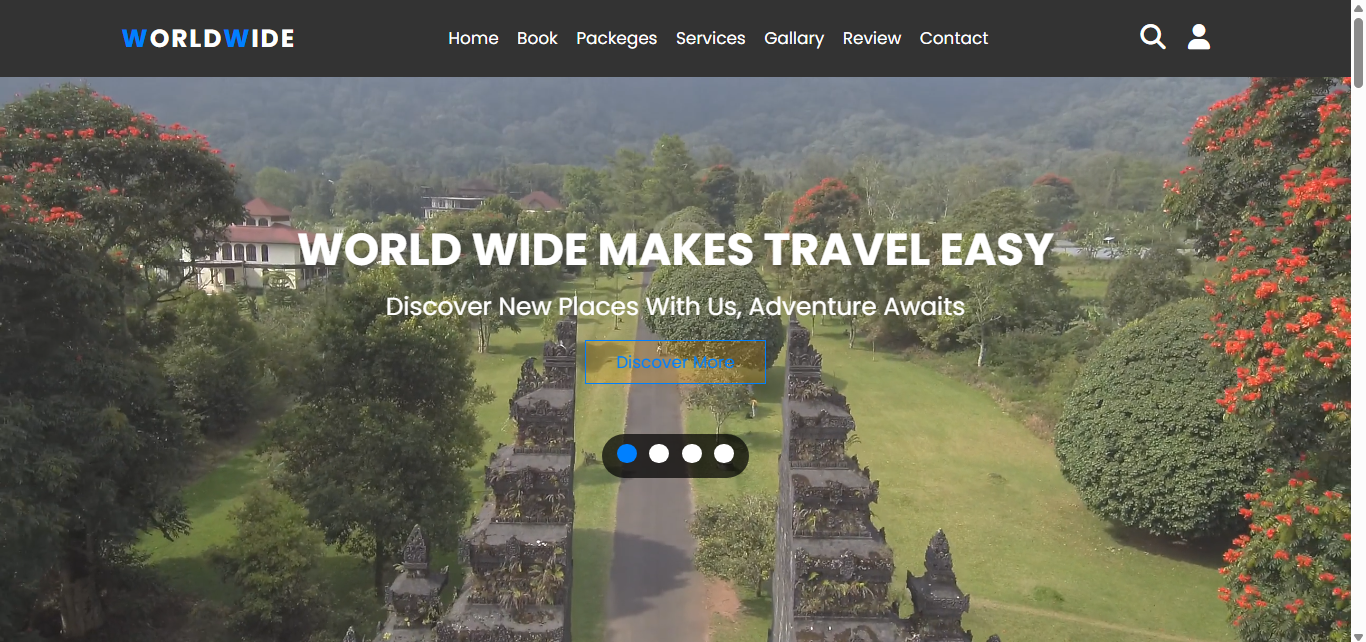 WORLDWIDE
Home Book Packeges Services Gallary Review Contact
WORLD WIDE MAKES TRAVEL EASY
Discover New Places With Us, Adventure Awaits
Discover More